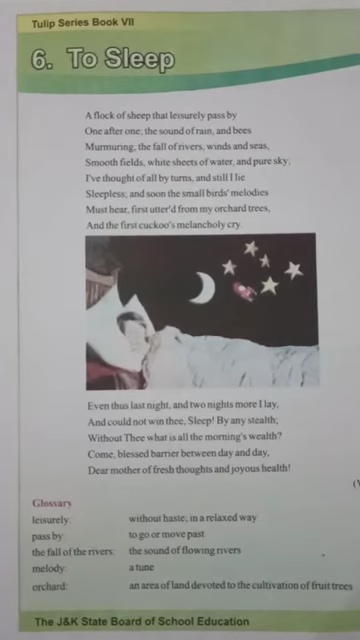 Tulip Series Book VII
6. To Sleep
A flock of sheep that leisurely pass by
One after one; the sound of rain, and bees
Murmuring; the fall of rivers, winds and seas,
Smooth fields, white sheets of water, and pure sky;
I've thought of all by turns, and still I lie
Sleepless; and soon the small birds' melodies
Must hear, first utter'd from my orchard trees,
And the first cuckoo's melancholy cry.
Even thus last night, and two nights more I lay,
And could not win thee, Sleep! By any stealth;
Without Thee what is all the morning's wealth?
Come, blessed barrier between day and day,
Dear mother of fresh thoughts and joyous health!
Glossary
leisurely: without haste; in a relaxed way
pass by: to go or move past
the fall of the rivers: the sound of flowing rivers
melody: a tune
orchard: an area of land devoted to the cultivation of fruit trees
The J&K State Board of School Education